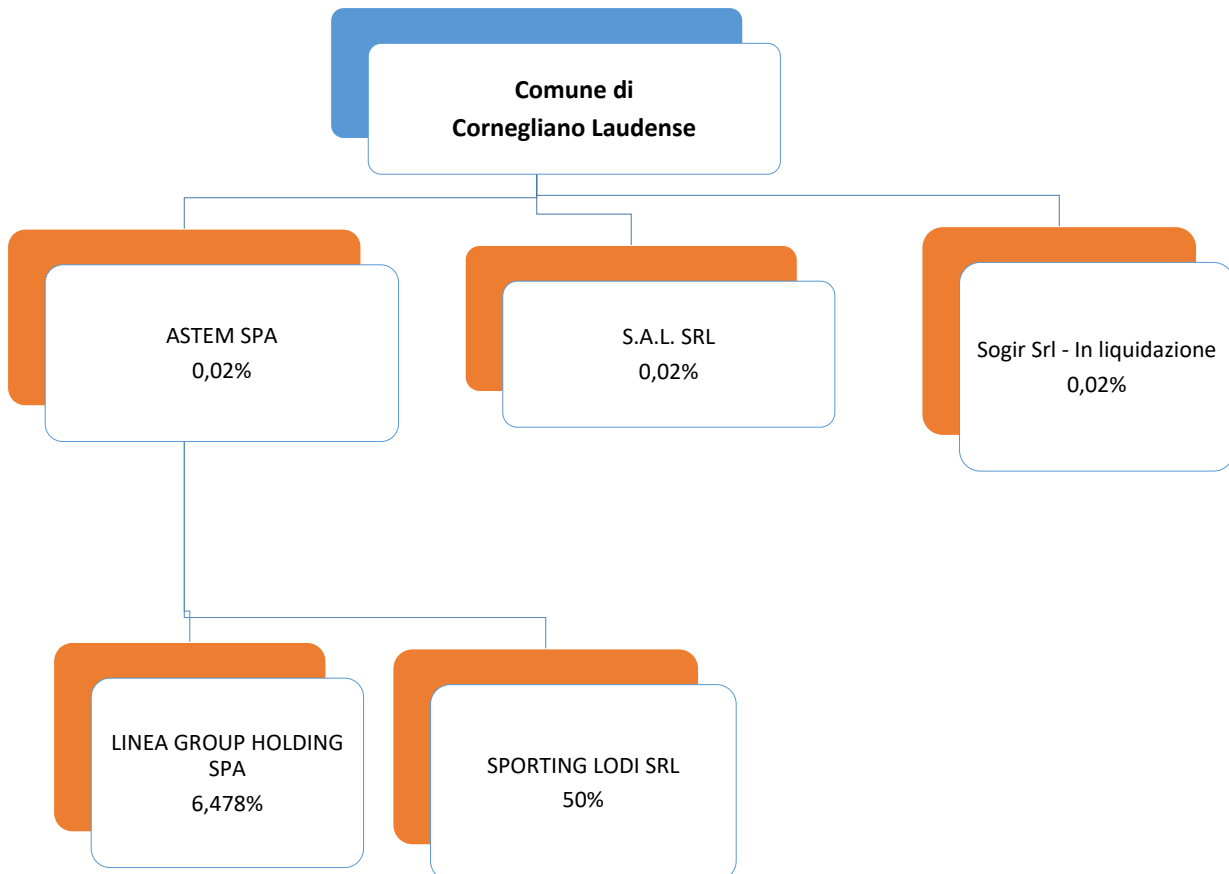 Comune di
Cornegliano Laudense
ASTEM SPA
0,02%
S.A.L. SRL
0,02%
Sogir Srl - In liquidazione
0,02%
LINEA GROUP HOLDING
SPA
6,478%
SPORTING LODI SRL
50%